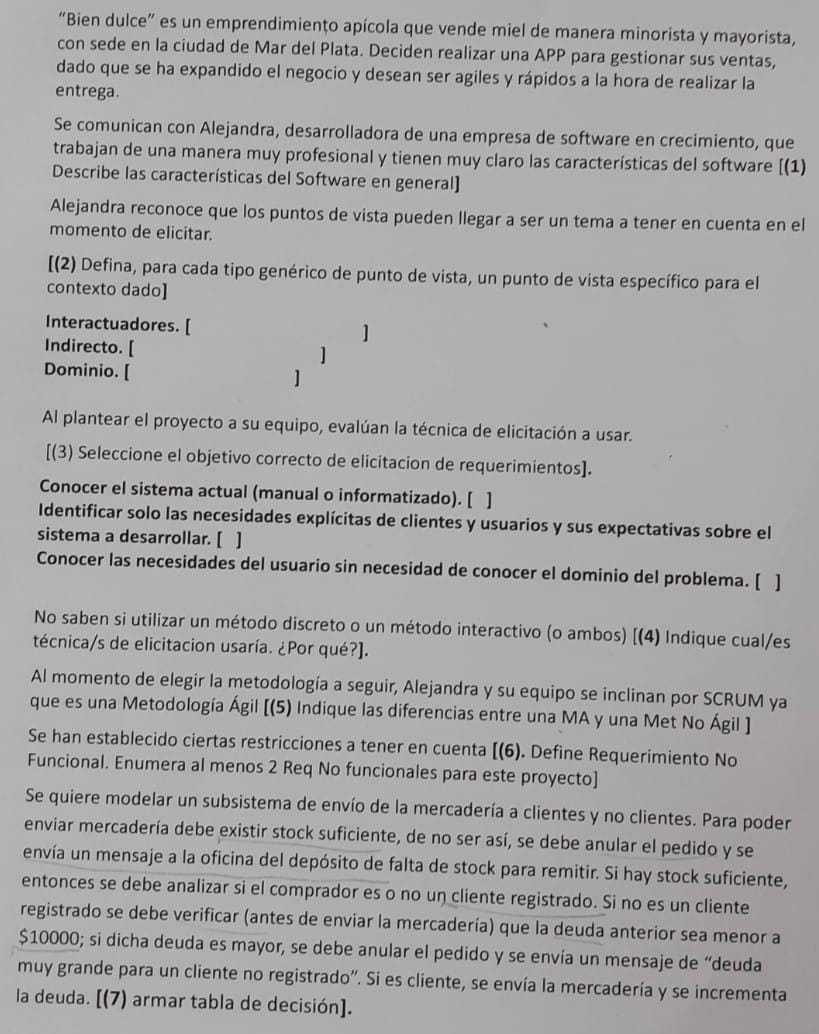 “Bien dulce” es un emprendimiento apícola que vende miel de manera minorista y mayorista,
con sede en la ciudad de Mar del Plata. Deciden realizar una APP para gestionar sus ventas,
dado que se ha expandido el negocio y desean ser agiles y rápidos a la hora de realizar la
entrega.
Se comunican con Alejandra, desarrolladora de una empresa de software en crecimiento, que
trabajan de una manera muy profesional y tienen muy claro las características del software [(1)
Describe las características del Software en general]
Alejandra reconoce que los puntos de vista pueden llegar a ser un tema a tener en cuenta en el
momento de elicitar.
[(2) Defina, para cada tipo genérico de punto de vista, un punto de vista específico para el
contexto dado]
Interactuadores. [ ]
Indirecto. [ ]
Dominio. [ ]
Al plantear el proyecto a su equipo, evalúan la técnica de elicitación a usar.
[(3) Seleccione el objetivo correcto de elicitacion de requerimientos].
Conocer el sistema actual (manual o informatizado). [ ]
Identificar solo las necesidades explícitas de clientes y usuarios y sus expectativas sobre el
sistema a desarrollar. [ ]
Conocer las necesidades del usuario sin necesidad de conocer el dominio del problema. [ ]
No saben si utilizar un método discreto o un método interactivo (o ambos) [(4) Indique cual/es
técnica/s de elicitacion usaría. ¿Por qué?].
Al momento de elegir la metodología a seguir, Alejandra y su equipo se inclinan por SCRUM ya
que es una Metodología Ágil [(5) Indique las diferencias entre una MA y una Met No Ágil ]
Se han establecido ciertas restricciones a tener en cuenta [(6). Define Requerimiento No
Funcional. Enumera al menos 2 Req No funcionales para este proyecto]
Se quiere modelar un subsistema de envío de la mercadería a clientes y no clientes. Para poder
enviar mercadería debe existir stock suficiente, de no ser así, se debe anular el pedido y se
envía un mensaje a la oficina del depósito de falta de stock para remitir. Si hay stock suficiente,
entonces se debe analizar si el comprador es o no un cliente registrado. Si no es un cliente
registrado se debe verificar (antes de enviar la mercadería) que la deuda anterior sea menor a
$10000; si dicha deuda es mayor, se debe anular el pedido y se envía un mensaje de “deuda
muy grande para un cliente no registrado”. Si es cliente, se envía la mercadería y se incrementa
la deuda. [(7) armar tabla de decisión].